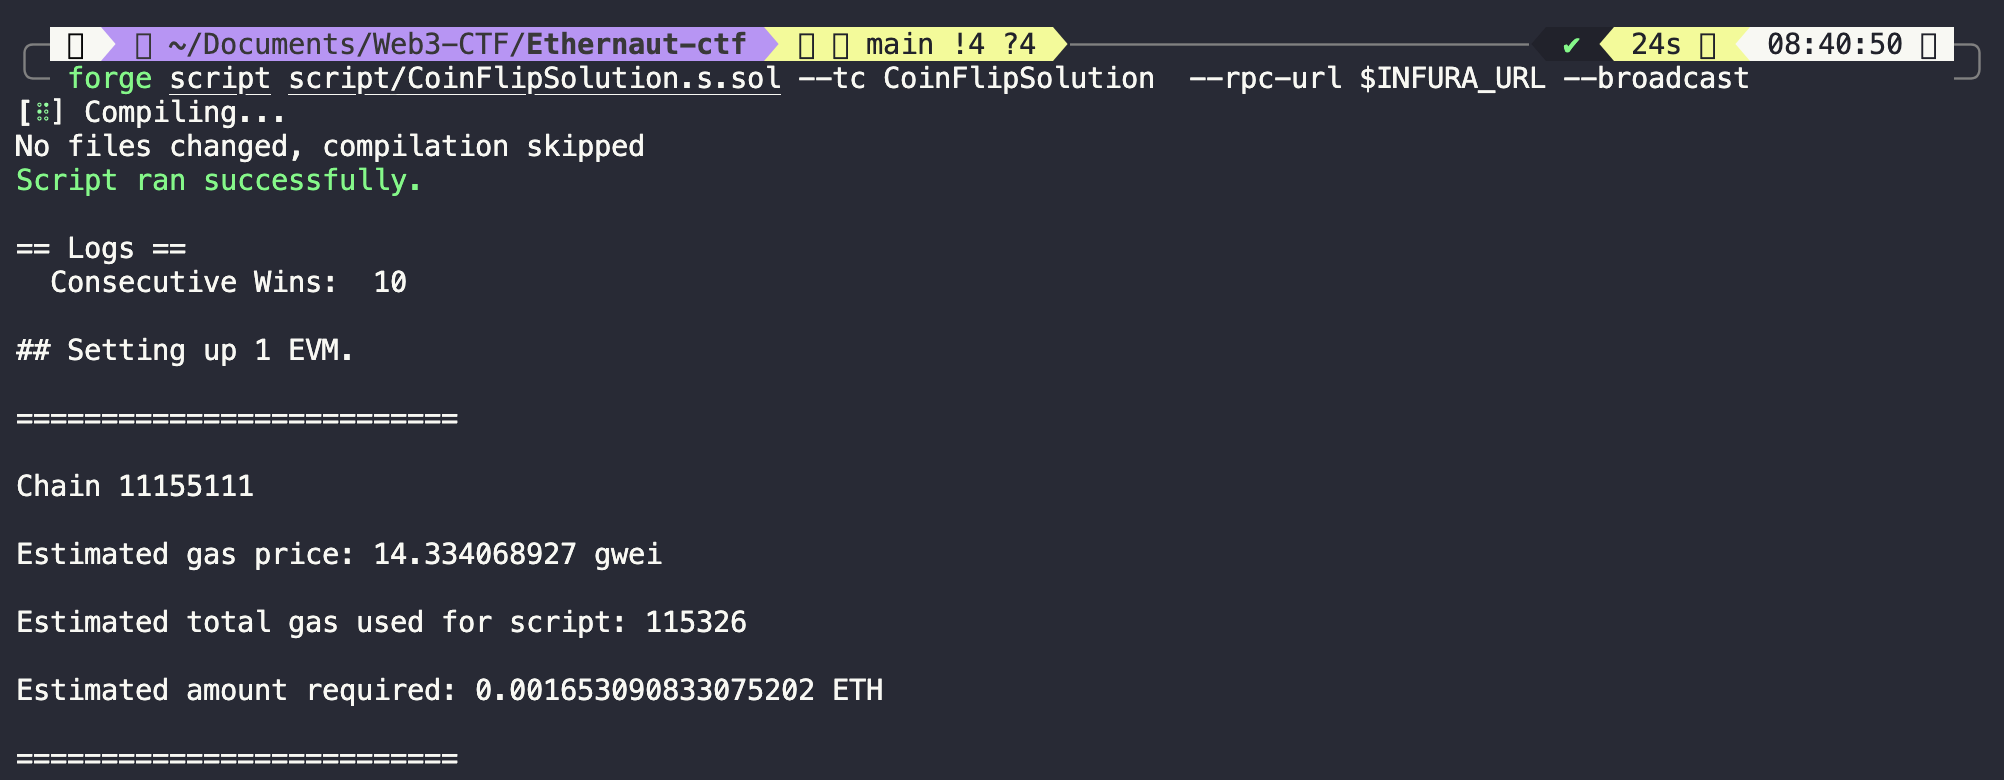 ~/Documents/Web3-CTF/Ethernaut-ctf main !4 ?4 ✔ 24s 08:40:50
forge script script/CoinFlipSolution.s.sol --tc CoinFlipSolution  --rpc-url $INFURA_URL --broadcast
[⠿] Compiling...
No files changed, compilation skipped
Script ran successfully.
== Logs ==
Consecutive Wins:  10
## Setting up 1 EVM.
==========================
Chain 11155111
Estimated gas price: 14.334068927 gwei
Estimated total gas used for script: 115326
Estimated amount required: 0.001653090833075202 ETH
==========================